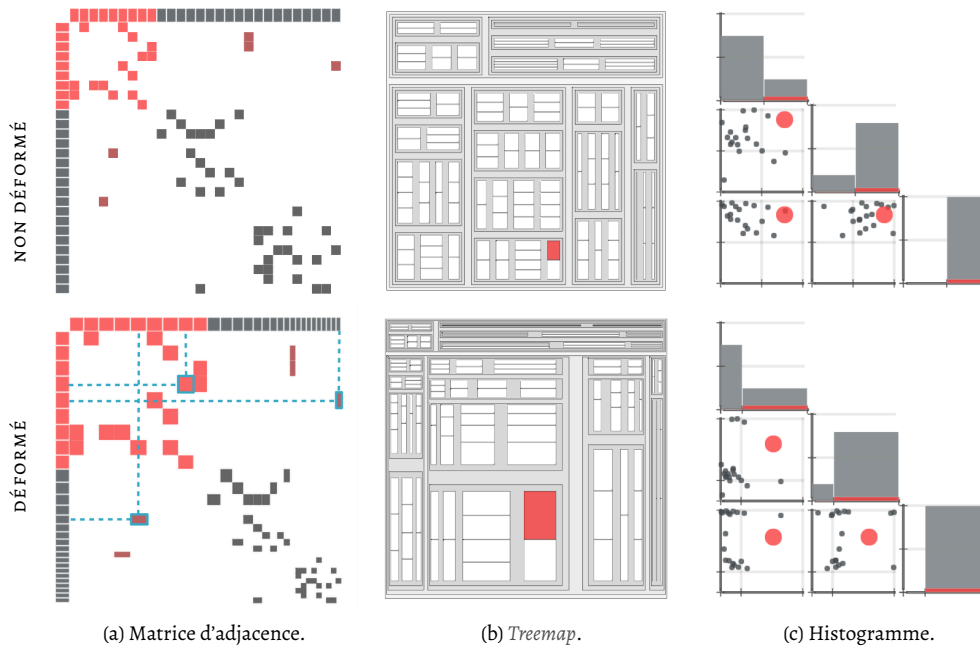 NON DÉFORMÉ
DÉFORMÉ
(a) Matrice d'adjacence.
(b) Treemap.
(c) Histogramme.